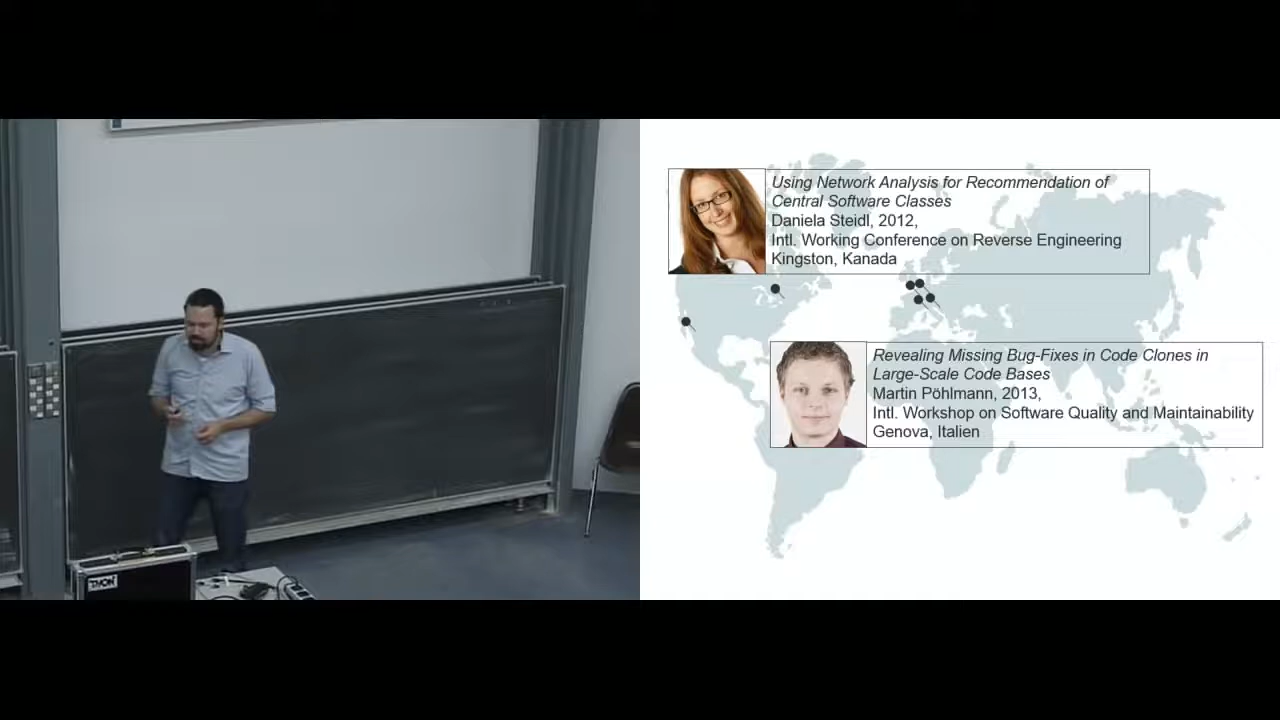 Using Network Analysis for Recommendation of
Central Software Classes
Daniela Steidl, 2012,
Intl. Working Conference on Reverse Engineering
Kingston, Kanada
Revealing Missing Bug-Fixes in Code Clones in
Large-Scale Code Bases
Martin Pöhlmann, 2013,
Intl. Workshop on Software Quality and Maintainability
Genova, Italien